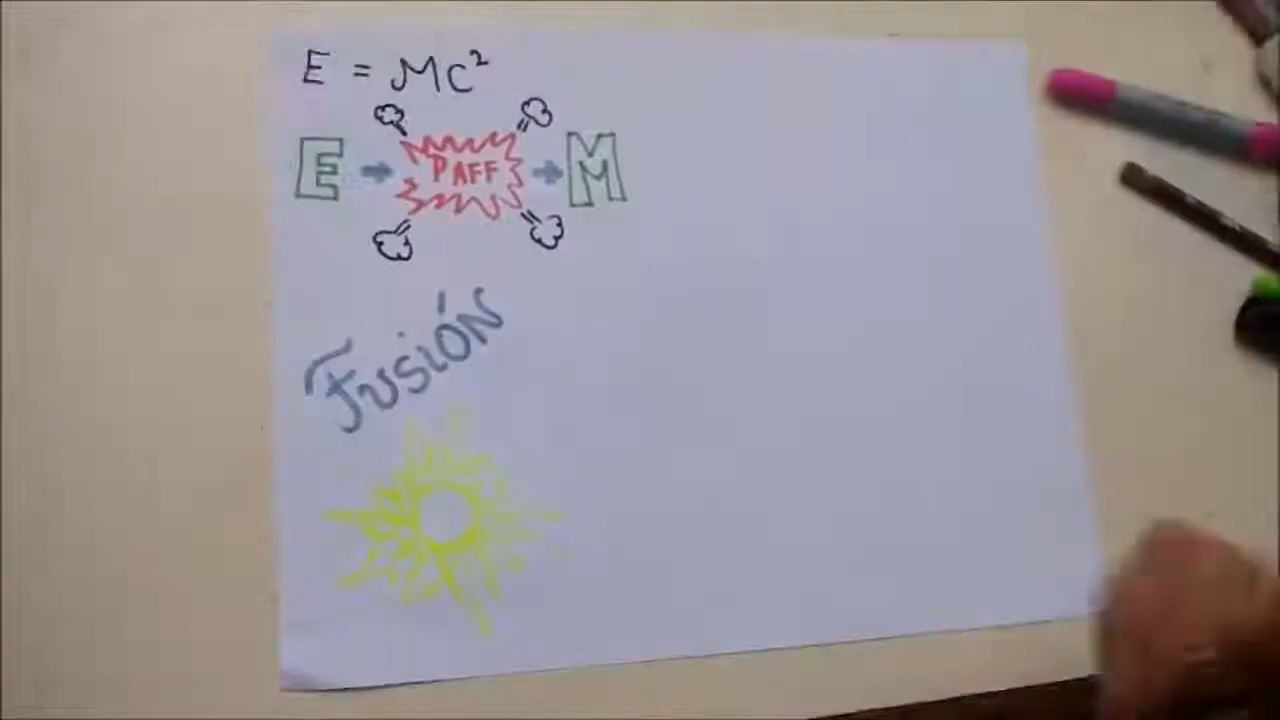 E = MC²
E → PAFF → M
Fusión